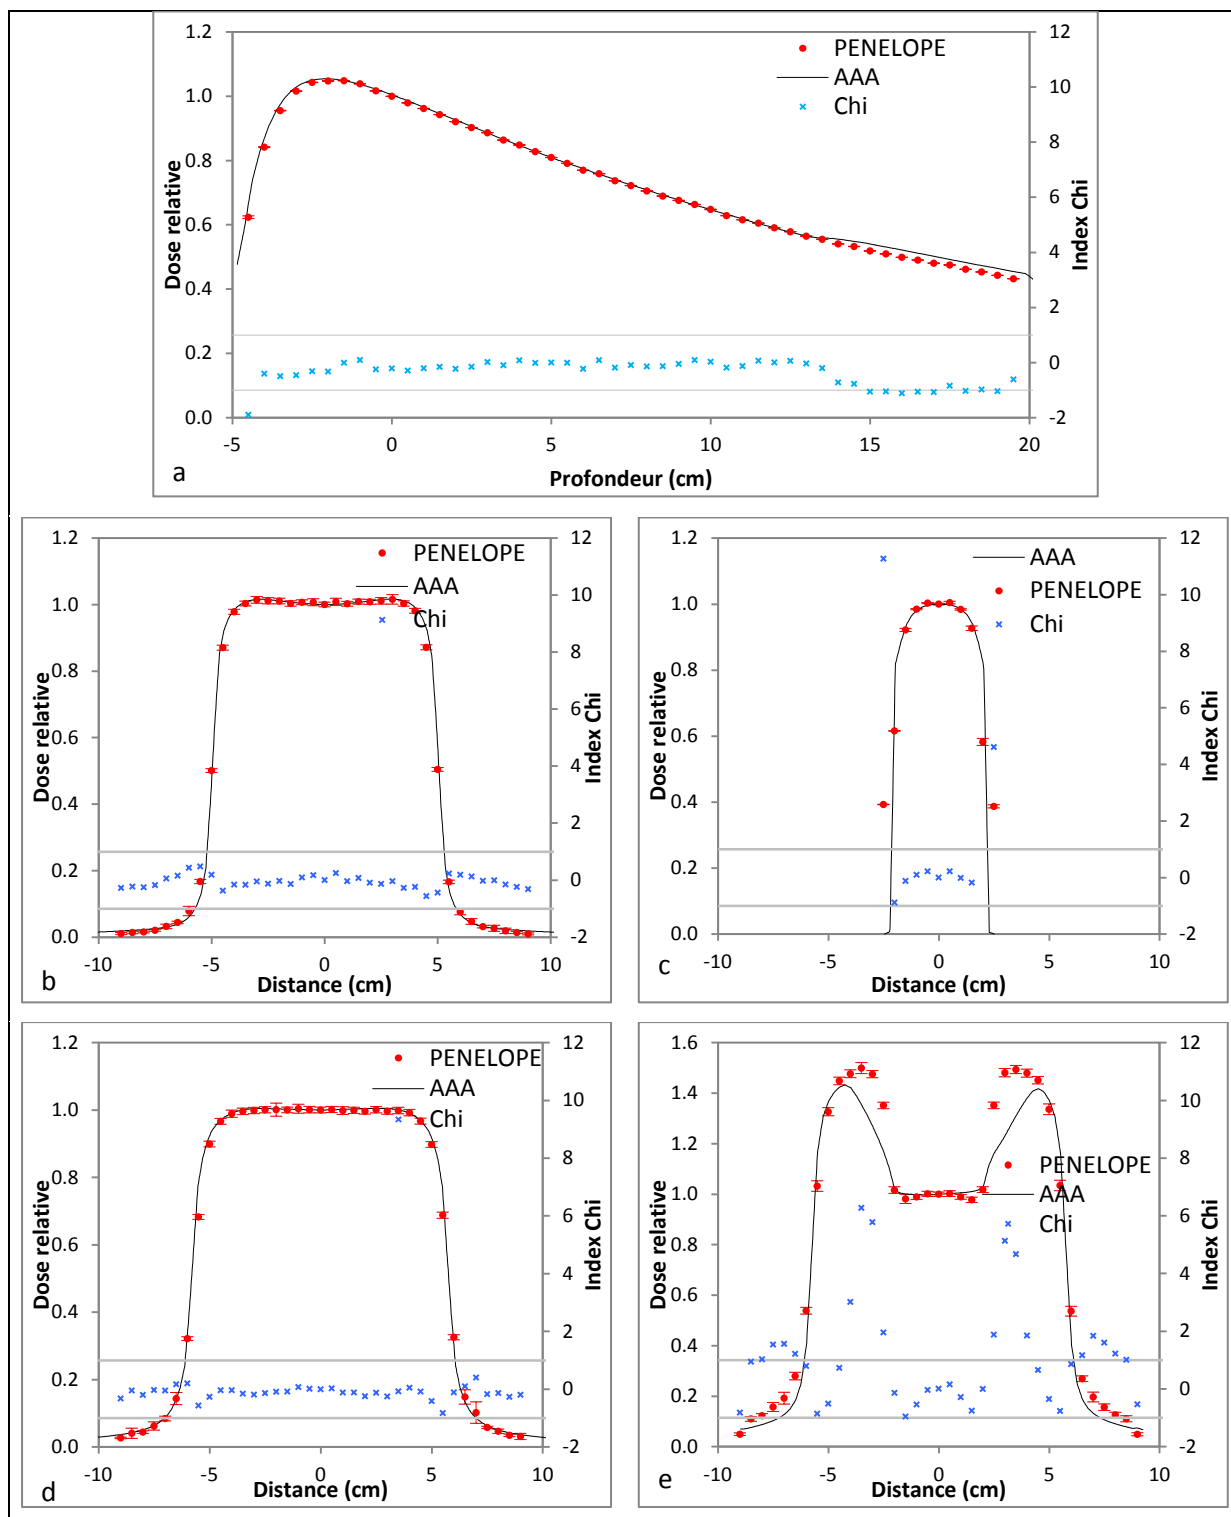 1.2
1.0
0.8
0.6
0.4
0.2
0.0
Dose relative
12
10
8
6
4
2
0
-2
Index Chi
PENELOPE
AAA
Chi
-5
0
5
10
15
20
Profondeur (cm)
a
1.2
1.0
0.8
0.6
0.4
0.2
0.0
Dose relative
12
10
8
6
4
2
0
-2
Index Chi
PENELOPE
AAA
Chi
-10
-5
0
5
10
Distance (cm)
b
1.2
1.0
0.8
0.6
0.4
0.2
0.0
Dose relative
12
10
8
6
4
2
0
-2
Index Chi
AAA
PENELOPE
Chi
-10
-5
0
5
10
Distance (cm)
c
1.2
1.0
0.8
0.6
0.4
0.2
0.0
Dose relative
12
10
8
6
4
2
0
-2
Index Chi
PENELOPE
AAA
Chi
-10
-5
0
5
10
Distance (cm)
d
1.6
1.4
1.2
1.0
0.8
0.6
0.4
0.2
0.0
Dose relative
12
10
8
6
4
2
0
-2
Index Chi
PENELOPE
AAA
Chi
-10
-5
0
5
10
Distance (cm)
e